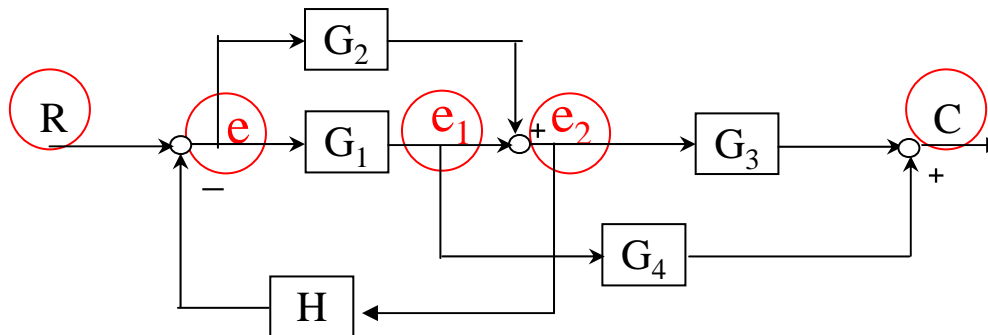 G₂
R
e
G₁
e₁
+
e₂
G₃
C
−
+
G₄
H